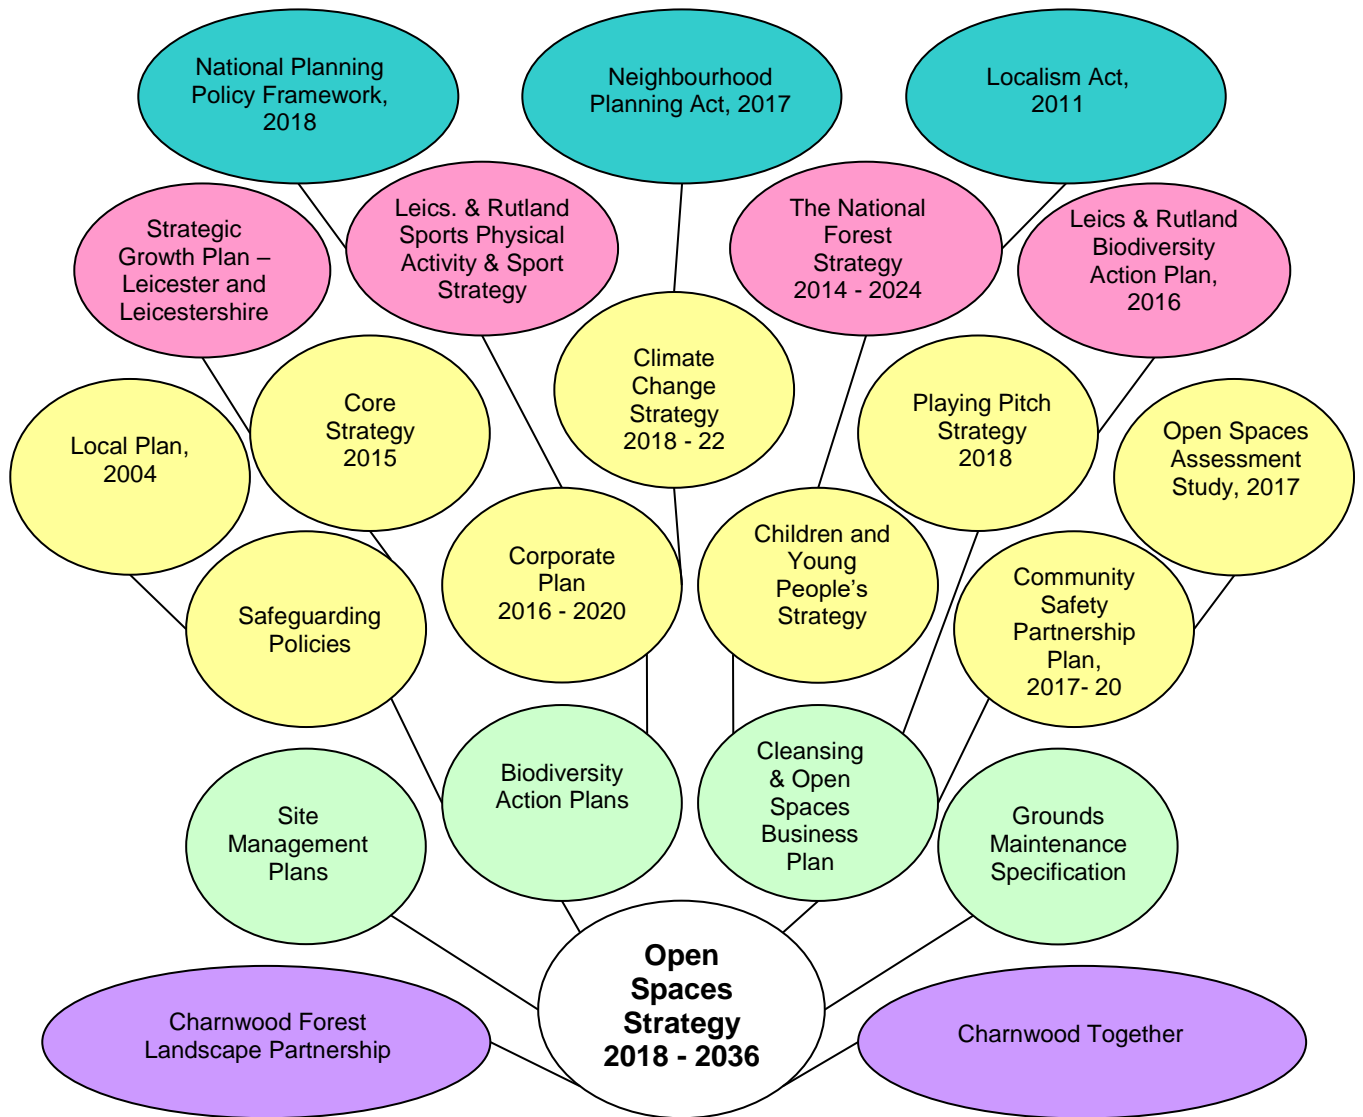 National Planning
Policy Framework,
2018
Neighbourhood
Planning Act, 2017
Localism Act,
2011
Strategic
Growth Plan –
Leicester and
Leicestershire
Leics. & Rutland
Sports Physical
Activity & Sport
Strategy
The National
Forest
Strategy
2014 - 2024
Leics & Rutland
Biodiversity
Action Plan,
2016
Local Plan,
2004
Core
Strategy
2015
Climate
Change
Strategy
2018 - 22
Playing Pitch
Strategy
2018
Open Spaces
Assessment
Study, 2017
Safeguarding
Policies
Corporate
Plan
2016 - 2020
Children and
Young
People’s
Strategy
Community
Safety
Partnership
Plan,
2017- 20
Site
Management
Plans
Biodiversity
Action Plans
Cleansing
& Open
Spaces
Business
Plan
Grounds
Maintenance
Specification
Charnwood Forest
Landscape Partnership
Open
Spaces
Strategy
2018 - 2036
Charnwood Together